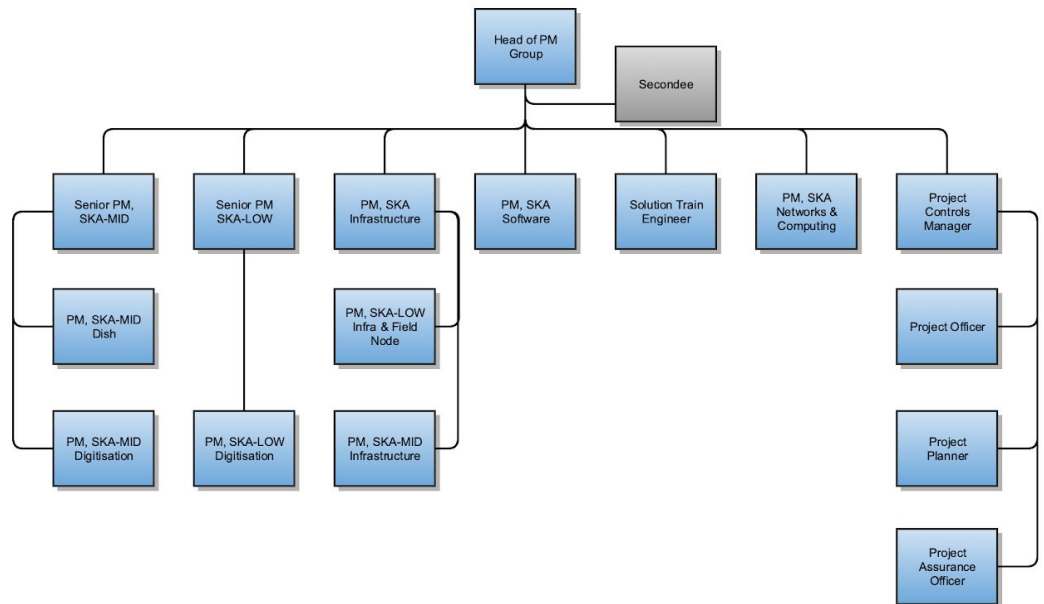 Head of PM
Group
Secondee
Senior PM,
SKA-MID
Senior PM
SKA-LOW
PM, SKA
Infrastructure
PM, SKA
Software
Solution Train
Engineer
PM, SKA
Networks &
Computing
Project
Controls
Manager
PM, SKA-MID
Dish
PM, SKA-LOW
Infra & Field
Node
Project Officer
PM, SKA-MID
Digitisation
PM, SKA-LOW
Digitisation
PM, SKA-MID
Infrastructure
Project
Planner
Project
Assurance
Officer